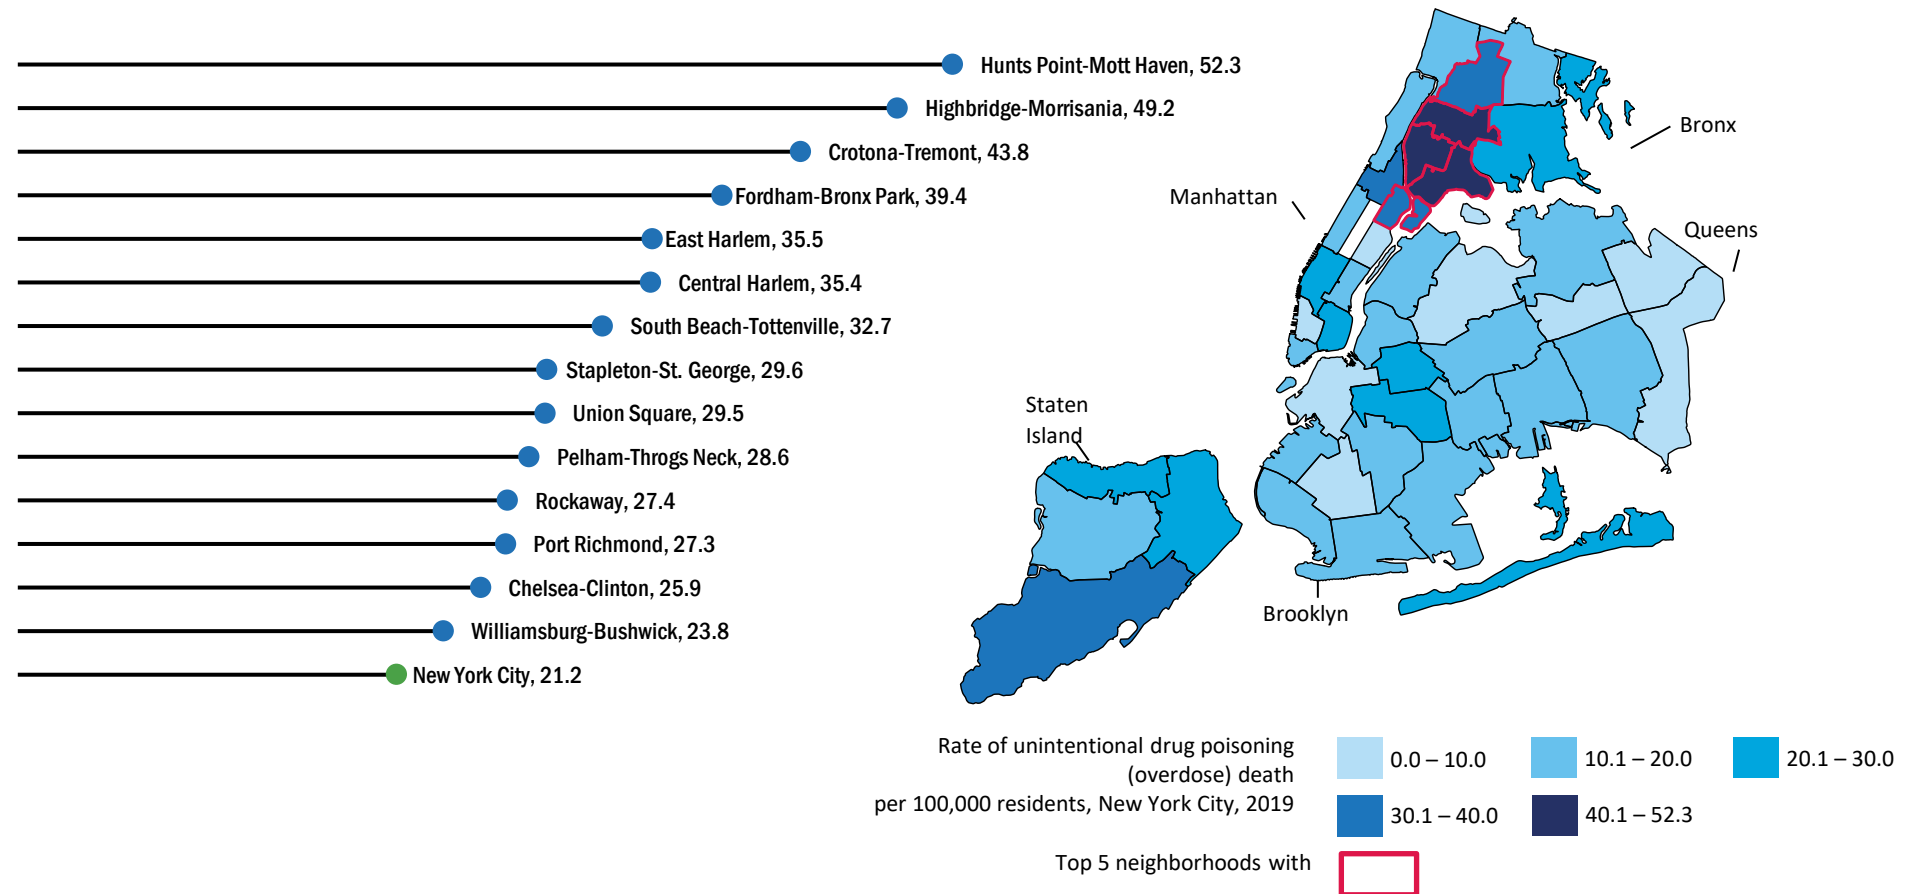 Hunts Point-Mott Haven, 52.3
Highbridge-Morrisania, 49.2
Crotona-Tremont, 43.8
Fordham-Bronx Park, 39.4
East Harlem, 35.5
Central Harlem, 35.4
South Beach-Tottenville, 32.7
Stapleton-St. George, 29.6
Union Square, 29.5
Pelham-Throgs Neck, 28.6
Rockaway, 27.4
Port Richmond, 27.3
Chelsea-Clinton, 25.9
Williamsburg-Bushwick, 23.8
New York City, 21.2
Bronx
Manhattan
Queens
Staten
Island
Brooklyn
Rate of unintentional drug poisoning
(overdose) death
per 100,000 residents, New York City, 2019
0.0 – 10.0
10.1 – 20.0
20.1 – 30.0
30.1 – 40.0
40.1 – 52.3
Top 5 neighborhoods with